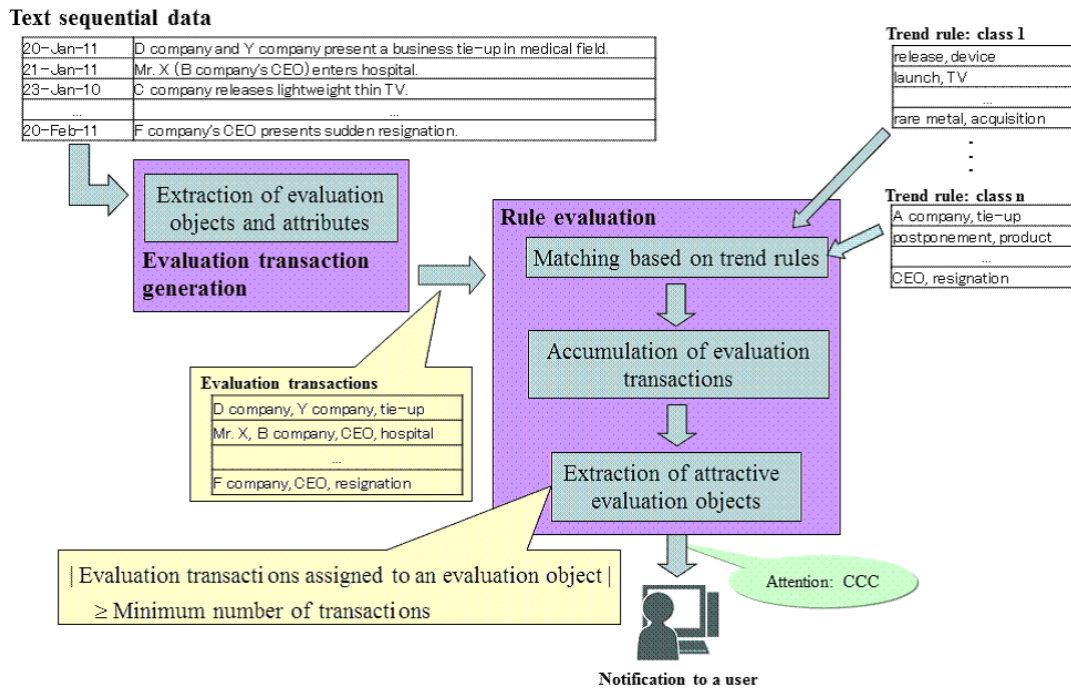 Text sequential data
20-Jan-11 D company and Y company present a business tie-up in medical field.
21-Jan-11 Mr. X (B company's CEO) enters hospital.
23-Jan-10 C company releases lightweight thin TV.
... ...
20-Feb-11 F company's CEO presents sudden resignation.
Trend rule: class 1
release, device
launch, TV
...
rare metal, acquisition
Trend rule: class n
A company, tie-up
postponement, product
...
CEO, resignation
Extraction of evaluation
objects and attributes
Evaluation transaction
generation
Rule evaluation
Matching based on trend rules
Accumulation of evaluation
transactions
Extraction of attractive
evaluation objects
Evaluation transactions
D company, Y company, tie-up
Mr. X, B company, CEO, hospital
...
F company, CEO, resignation
| Evaluation transactions assigned to an evaluation object |
≥ Minimum number of transactions
Attention: CCC
Notification to a user